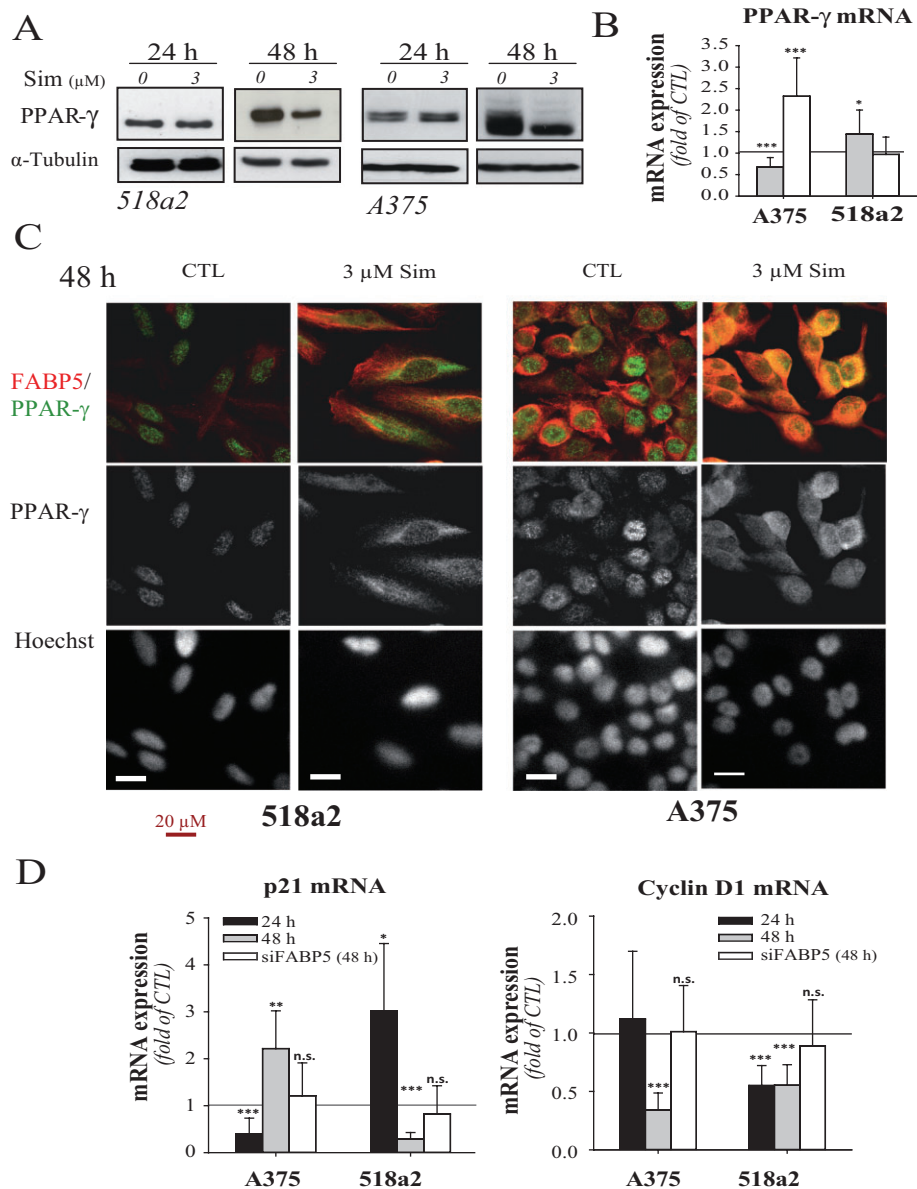 A
24 h
48 h
24 h
48 h
Sim (µM)
0
3
0
3
0
3
0
3
PPAR-γ
α-Tubulin
518a2
A375
B
PPAR-γ mRNA
mRNA expression
(fold of CTL)
3.5
3.0
2.5
2.0
1.5
1.0
0.5
0.0
***
***
*
A375
518a2
C
48 h
CTL
3 µM Sim
CTL
3 µM Sim
FABP5/
PPAR-γ
PPAR-γ
Hoechst
20 µM
518a2
A375
D
p21 mRNA
mRNA expression
(fold of CTL)
5
4
3
2
1
0
24 h
48 h
siFABP5 (48 h)
***
**
n.s.
*
***
n.s.
A375
518a2
Cyclin D1 mRNA
mRNA expression
(fold of CTL)
2.0
1.5
1.0
0.5
0.0
24 h
48 h
siFABP5 (48 h)
***
n.s.
***
***
n.s.
A375
518a2